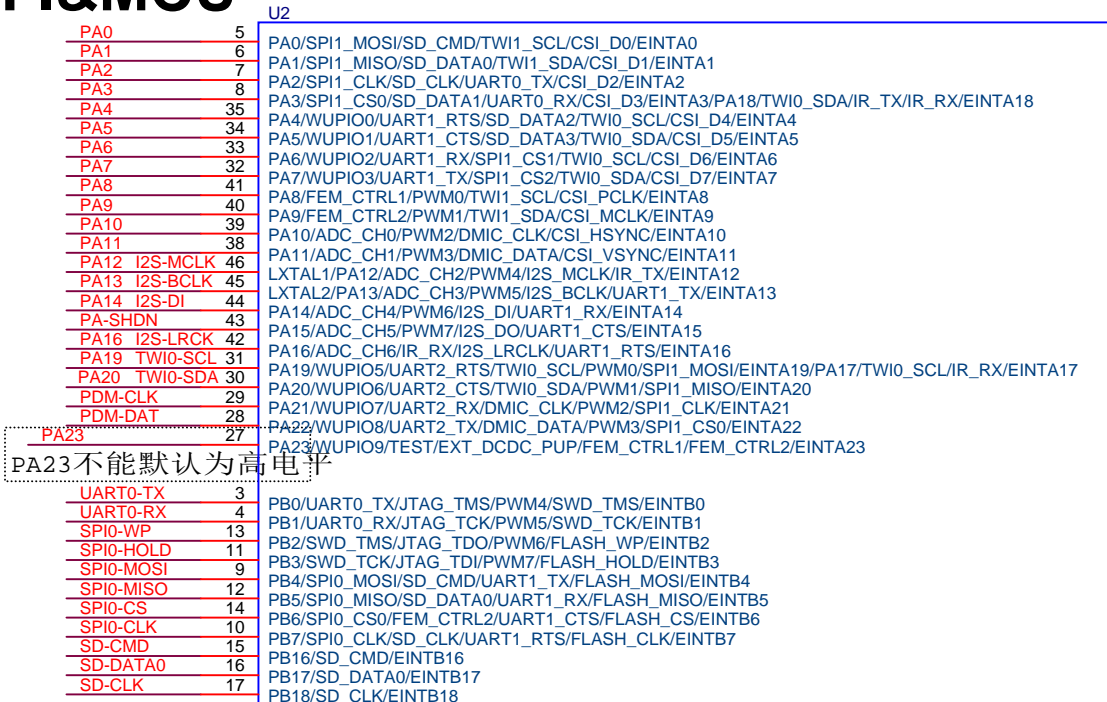 U2
PA0 5 PA0/SPI1_MOSI/SD_CMD/TWI1_SCL/CSI_D0/EINTA0
PA1 6 PA1/SPI1_MISO/SD_DATA0/TWI1_SDA/CSI_D1/EINTA1
PA2 7 PA2/SPI1_CLK/SD_CLK/UART0_TX/CSI_D2/EINTA2
PA3 8 PA3/SPI1_CS0/SD_DATA1/UART0_RX/CSI_D3/EINTA3/PA18/TWI0_SDA/IR_TX/IR_RX/EINTA18
PA4 35 PA4/WUPIO0/UART1_RTS/SD_DATA2/TWI0_SCL/CSI_D4/EINTA4
PA5 34 PA5/WUPIO1/UART1_CTS/SD_DATA3/TWI0_SDA/CSI_D5/EINTA5
PA6 33 PA6/WUPIO2/UART1_RX/SPI1_CS1/TWI0_SCL/CSI_D6/EINTA6
PA7 32 PA7/WUPIO3/UART1_TX/SPI1_CS2/TWI0_SDA/CSI_D7/EINTA7
PA8 41 PA8/FEM_CTRL1/PWM0/TWI1_SCL/CSI_PCLK/EINTA8
PA9 40 PA9/FEM_CTRL2/PWM1/TWI1_SDA/CSI_MCLK/EINTA9
PA10 39 PA10/ADC_CH0/PWM2/DMIC_CLK/CSI_HSYNC/EINTA10
PA11 38 PA11/ADC_CH1/PWM3/DMIC_DATA/CSI_VSYNC/EINTA11
PA12 I2S-MCLK 46 LXTAL1/PA12/ADC_CH2/PWM4/I2S_MCLK/IR_TX/EINTA12
PA13 I2S-BCLK 45 LXTAL2/PA13/ADC_CH3/PWM5/I2S_BCLK/UART1_TX/EINTA13
PA14 I2S-DI 44 PA14/ADC_CH4/PWM6/I2S_DI/UART1_RX/EINTA14
PA-SHDN 43 PA15/ADC_CH5/PWM7/I2S_DO/UART1_CTS/EINTA15
PA16 I2S-LRCK 42 PA16/ADC_CH6/IR_RX/I2S_LRCLK/UART1_RTS/EINTA16
PA19 TWI0-SCL 31 PA19/WUPIO5/UART2_RTS/TWI0_SCL/PWM0/SPI1_MOSI/EINTA19/PA17/TWI0_SCL/IR_RX/EINTA17
PA20 TWI0-SDA 30 PA20/WUPIO6/UART2_CTS/TWI0_SDA/PWM1/SPI1_MISO/EINTA20
PDM-CLK 29 PA21/WUPIO7/UART2_RX/DMIC_CLK/PWM2/SPI1_CLK/EINTA21
PDM-DAT 28 PA22/WUPIO8/UART2_TX/DMIC_DATA/PWM3/SPI1_CS0/EINTA22
PA23 27 PA23/WUPIO9/TEST/EXT_DCDC_PUP/FEM_CTRL1/FEM_CTRL2/EINTA23
PA23不能默认为高电平
UART0-TX 3 PB0/UART0_TX/JTAG_TMS/PWM4/SWD_TMS/EINTB0
UART0-RX 4 PB1/UART0_RX/JTAG_TCK/PWM5/SWD_TCK/EINTB1
SPI0-WP 13 PB2/SWD_TMS/JTAG_TDO/PWM6/FLASH_WP/EINTB2
SPI0-HOLD 11 PB3/SWD_TCK/JTAG_TDI/PWM7/FLASH_HOLD/EINTB3
SPI0-MOSI 9 PB4/SPI0_MOSI/SD_CMD/UART1_TX/FLASH_MOSI/EINTB4
SPI0-MISO 12 PB5/SPI0_MISO/SD_DATA0/UART1_RX/FLASH_MISO/EINTB5
SPI0-CS 14 PB6/SPI0_CS0/FEM_CTRL2/UART1_CTS/FLASH_CS/EINTB6
SPI0-CLK 10 PB7/SPI0_CLK/SD_CLK/UART1_RTS/FLASH_CLK/EINTB7
SD-CMD 15 PB16/SD_CMD/EINTB16
SD-DATA0 16 PB17/SD_DATA0/EINTB17
SD-CLK 17 PB18/SD_CLK/EINTB18